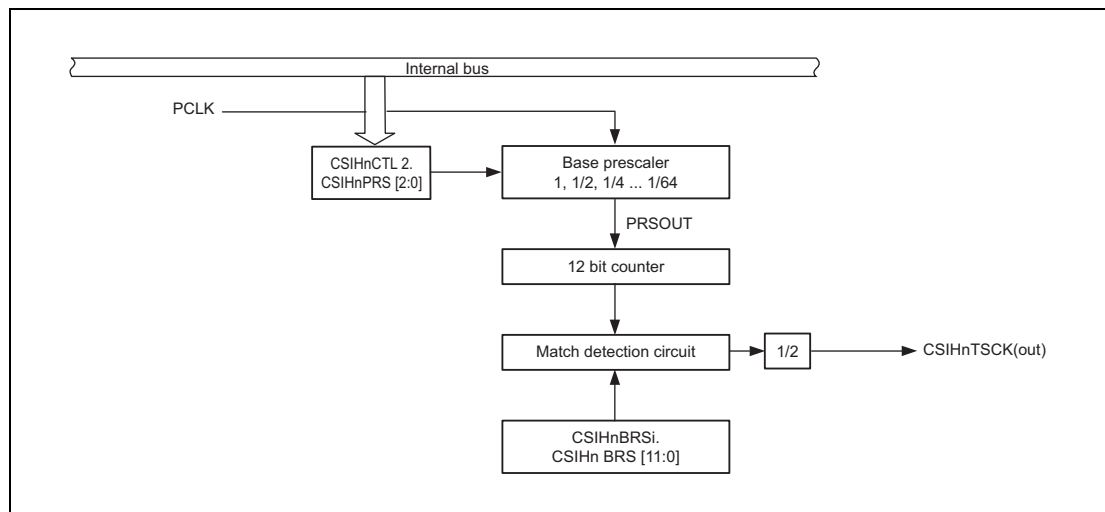 Internal bus
PCLK
CSIHnCTL 2.
CSIHnPRS [2:0]
Base prescaler
1, 1/2, 1/4 ... 1/64
PRSOUT
12 bit counter
Match detection circuit
1/2
CSIHnTSCK(out)
CSIHnBRSi.
CSIHn BRS [11:0]